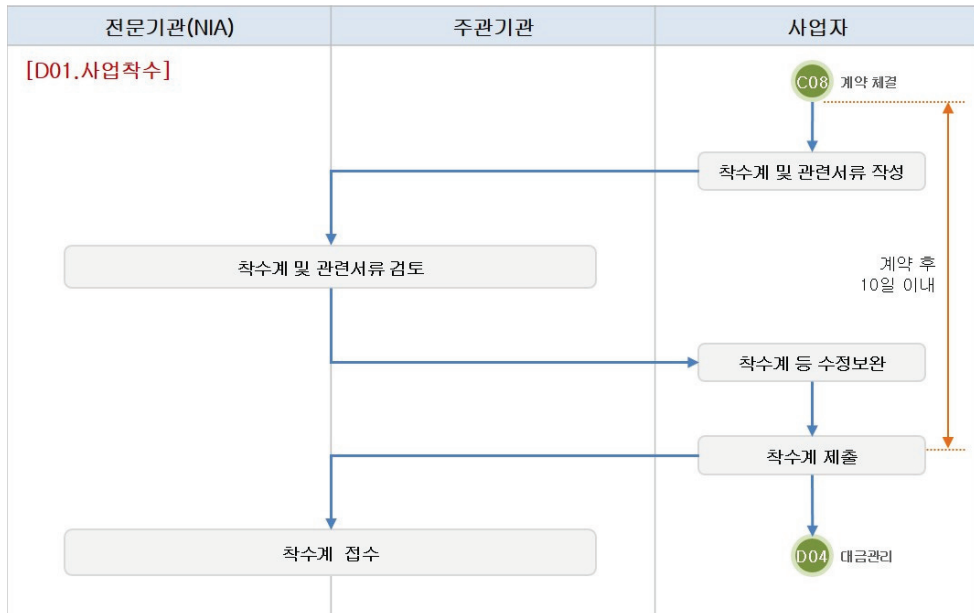 전문기관(NIA)
주관기관
사업자
[D01.사업착수]
C08 계약 체결
착수계 및 관련서류 작성
착수계 및 관련서류 검토
계약 후
10일 이내
착수계 등 수정보완
착수계 제출
착수계 접수
D04 대금관리